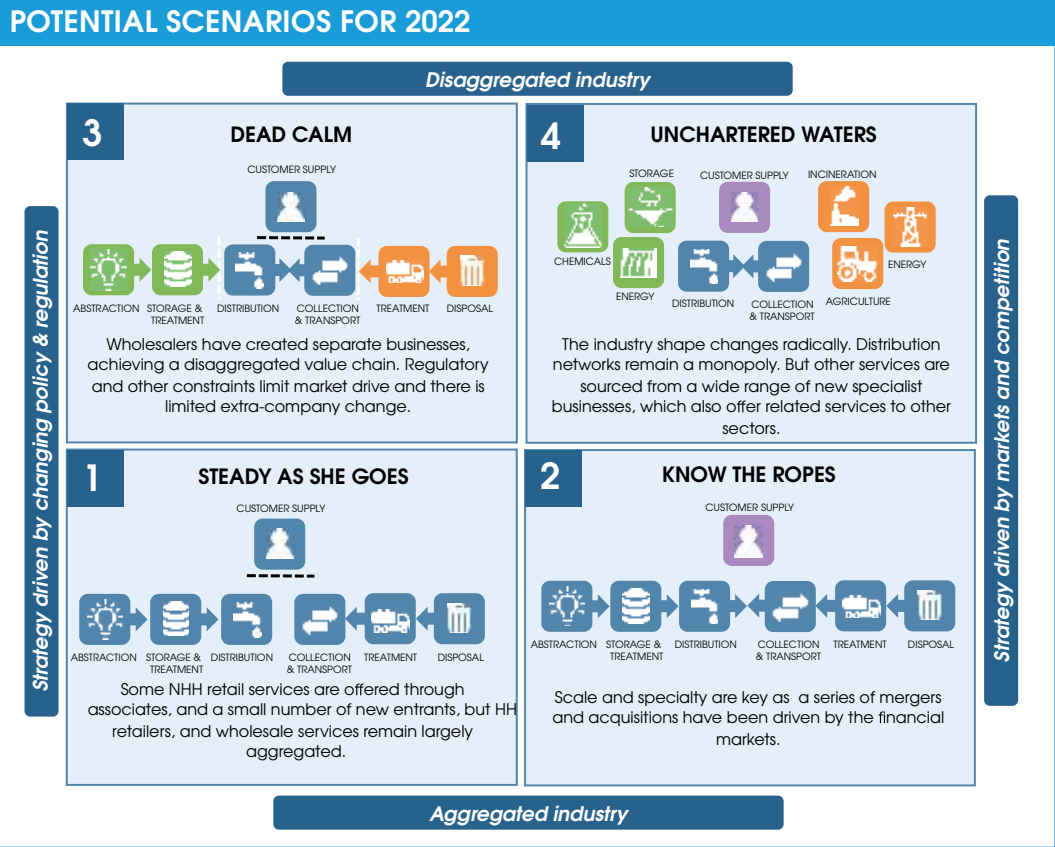 POTENTIAL SCENARIOS FOR 2022
Disaggregated industry
Strategy driven by changing policy & regulation
Strategy driven by markets and competition
3
DEAD CALM
CUSTOMER SUPPLY
ABSTRACTION
STORAGE &
TREATMENT
DISTRIBUTION
COLLECTION
& TRANSPORT
TREATMENT
DISPOSAL
Wholesalers have created separate businesses,
achieving a disaggregated value chain. Regulatory
and other constraints limit market drive and there is
limited extra-company change.
4
UNCHARTERED WATERS
STORAGE
CUSTOMER SUPPLY
INCINERATION
CHEMICALS
ENERGY
ENERGY
DISTRIBUTION
COLLECTION
& TRANSPORT
AGRICULTURE
The industry shape changes radically. Distribution
networks remain a monopoly. But other services are
sourced from a wide range of new specialist
businesses, which also offer related services to other
sectors.
1
STEADY AS SHE GOES
CUSTOMER SUPPLY
ABSTRACTION
STORAGE &
TREATMENT
DISTRIBUTION
COLLECTION
& TRANSPORT
TREATMENT
DISPOSAL
Some NHH retail services are offered through
associates, and a small number of new entrants, but HH
retailers, and wholesale services remain largely
aggregated.
2
KNOW THE ROPES
CUSTOMER SUPPLY
ABSTRACTION
STORAGE &
TREATMENT
DISTRIBUTION
COLLECTION
& TRANSPORT
TREATMENT
DISPOSAL
Scale and specialty are key as a series of mergers
and acquisitions have been driven by the financial
markets.
Aggregated industry